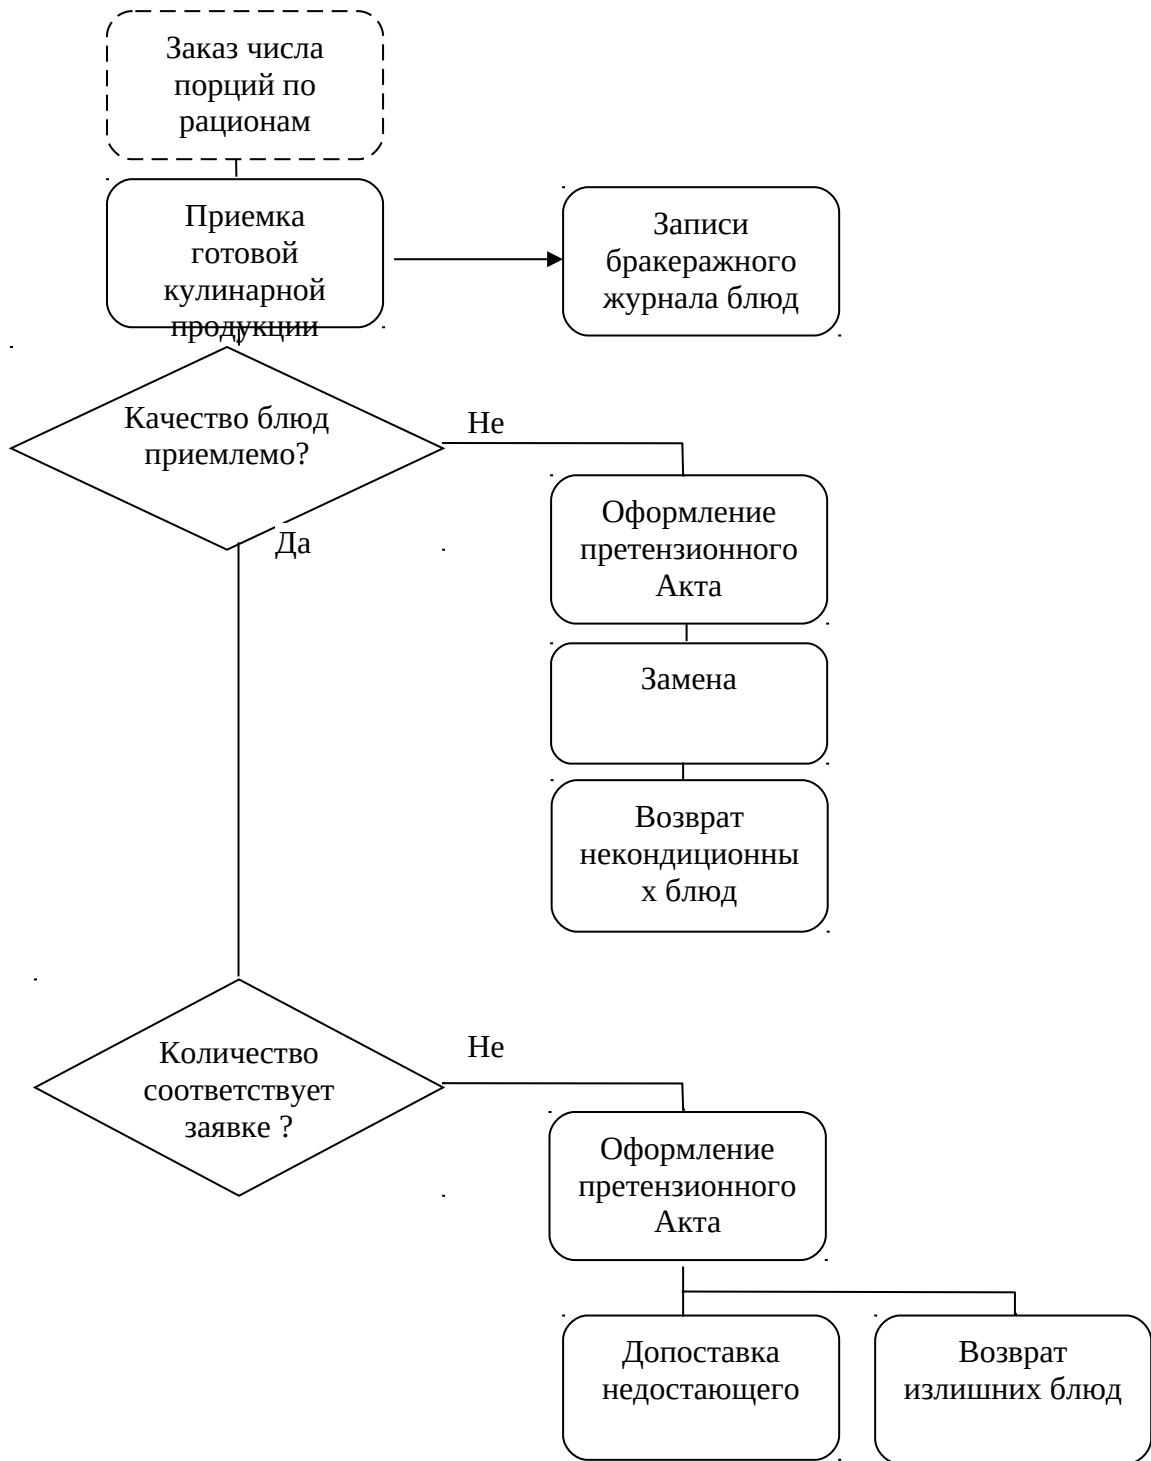 Заказ числа
порций по
рационам
Приемка
готовой
кулинарной
продукции
Записи
бракеражного
журнала блюд
Качество блюд
приемлемо?
Не
Да
Оформление
претензионного
Акта
Замена
Возврат
некондиционны
х блюд
Количество
соответствует
заявке ?
Не
Оформление
претензионного
Акта
Допоставка
недостающего
Возврат
излишних блюд